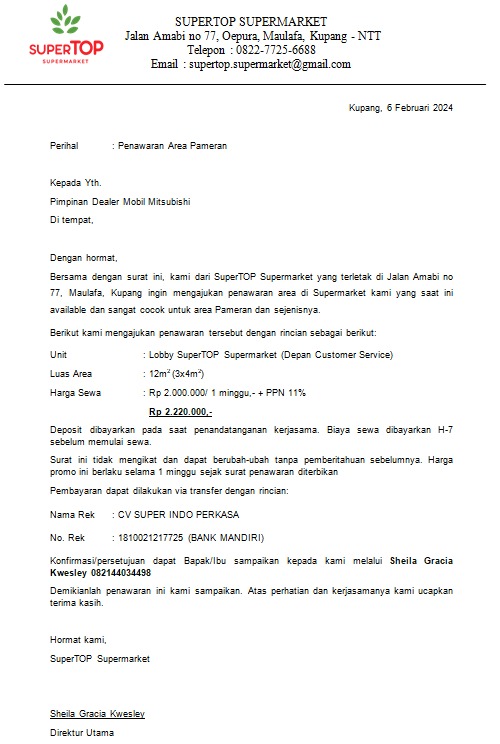 SUPERTOP
SUPERMARKET
SUPERTOP SUPERMARKET
Jalan Amabi no 77, Oepura, Maulafa, Kupang - NTT
Telepon : 0822-7725-6688
Email : supertop.supermarket@gmail.com
Kupang, 6 Februari 2024
Perihal : Penawaran Area Pameran
Kepada Yth.
Pimpinan Dealer Mobil Mitsubishi
Di tempat,
Dengan hormat,
Bersama dengan surat ini, kami dari SuperTOP Supermarket yang terletak di Jalan Amabi no
77, Maulafa, Kupang ingin mengajukan penawaran area di Supermarket kami yang saat ini
available dan sangat cocok untuk area Pameran dan sejenisnya.
Berikut kami mengajukan penawaran tersebut dengan rincian sebagai berikut:
Unit : Lobby SuperTOP Supermarket (Depan Customer Service)
Luas Area : 12m² (3x4m²)
Harga Sewa : Rp 2.000.000/ 1 minggu,- + PPN 11%
Rp 2.220.000,-
Deposit dibayarkan pada saat penandatanganan kerjasama. Biaya sewa dibayarkan H-7
sebelum memulai sewa.
Surat ini tidak mengikat dan dapat berubah-ubah tanpa pemberitahuan sebelumnya. Harga
promo ini berlaku selama 1 minggu sejak surat penawaran diterbikan
Pembayaran dapat dilakukan via transfer dengan rincian:
Nama Rek : CV SUPER INDO PERKASA
No. Rek : 1810021217725 (BANK MANDIRI)
Konfirmasi/persetujuan dapat Bapak/Ibu sampaikan kepada kami melalui Sheila Gracia
Kwesley 082144034498
Demikianlah penawaran ini kami sampaikan. Atas perhatian dan kerjasamanya kami ucapkan
terima kasih.
Hormat kami,
SuperTOP Supermarket
Sheila Gracia Kwesley
Direktur Utama